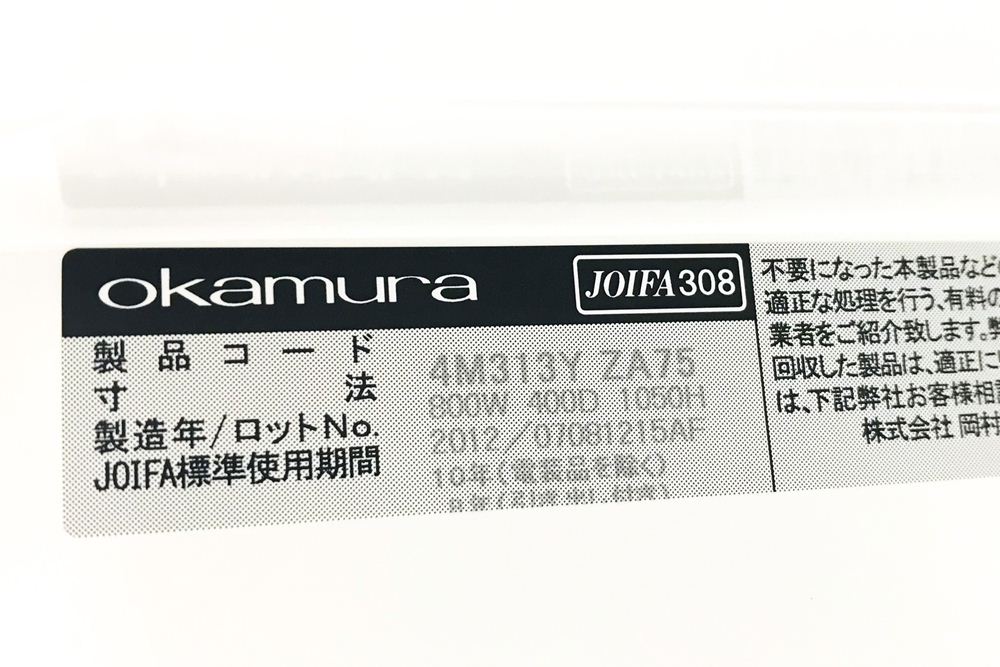 okamura
JOIFA308
製品コード 4M313Y ZA75
寸法 800W 400D 1050H
製造年/ロットNo. 2012/
JOIFA標準使用期間 10年(電装品を除く)
不要になった本製品など
適正な処理を行う、有料の
業者をご紹介致します。
回収した製品は、適正に
は、下記弊社お客様相
株式会社 岡村